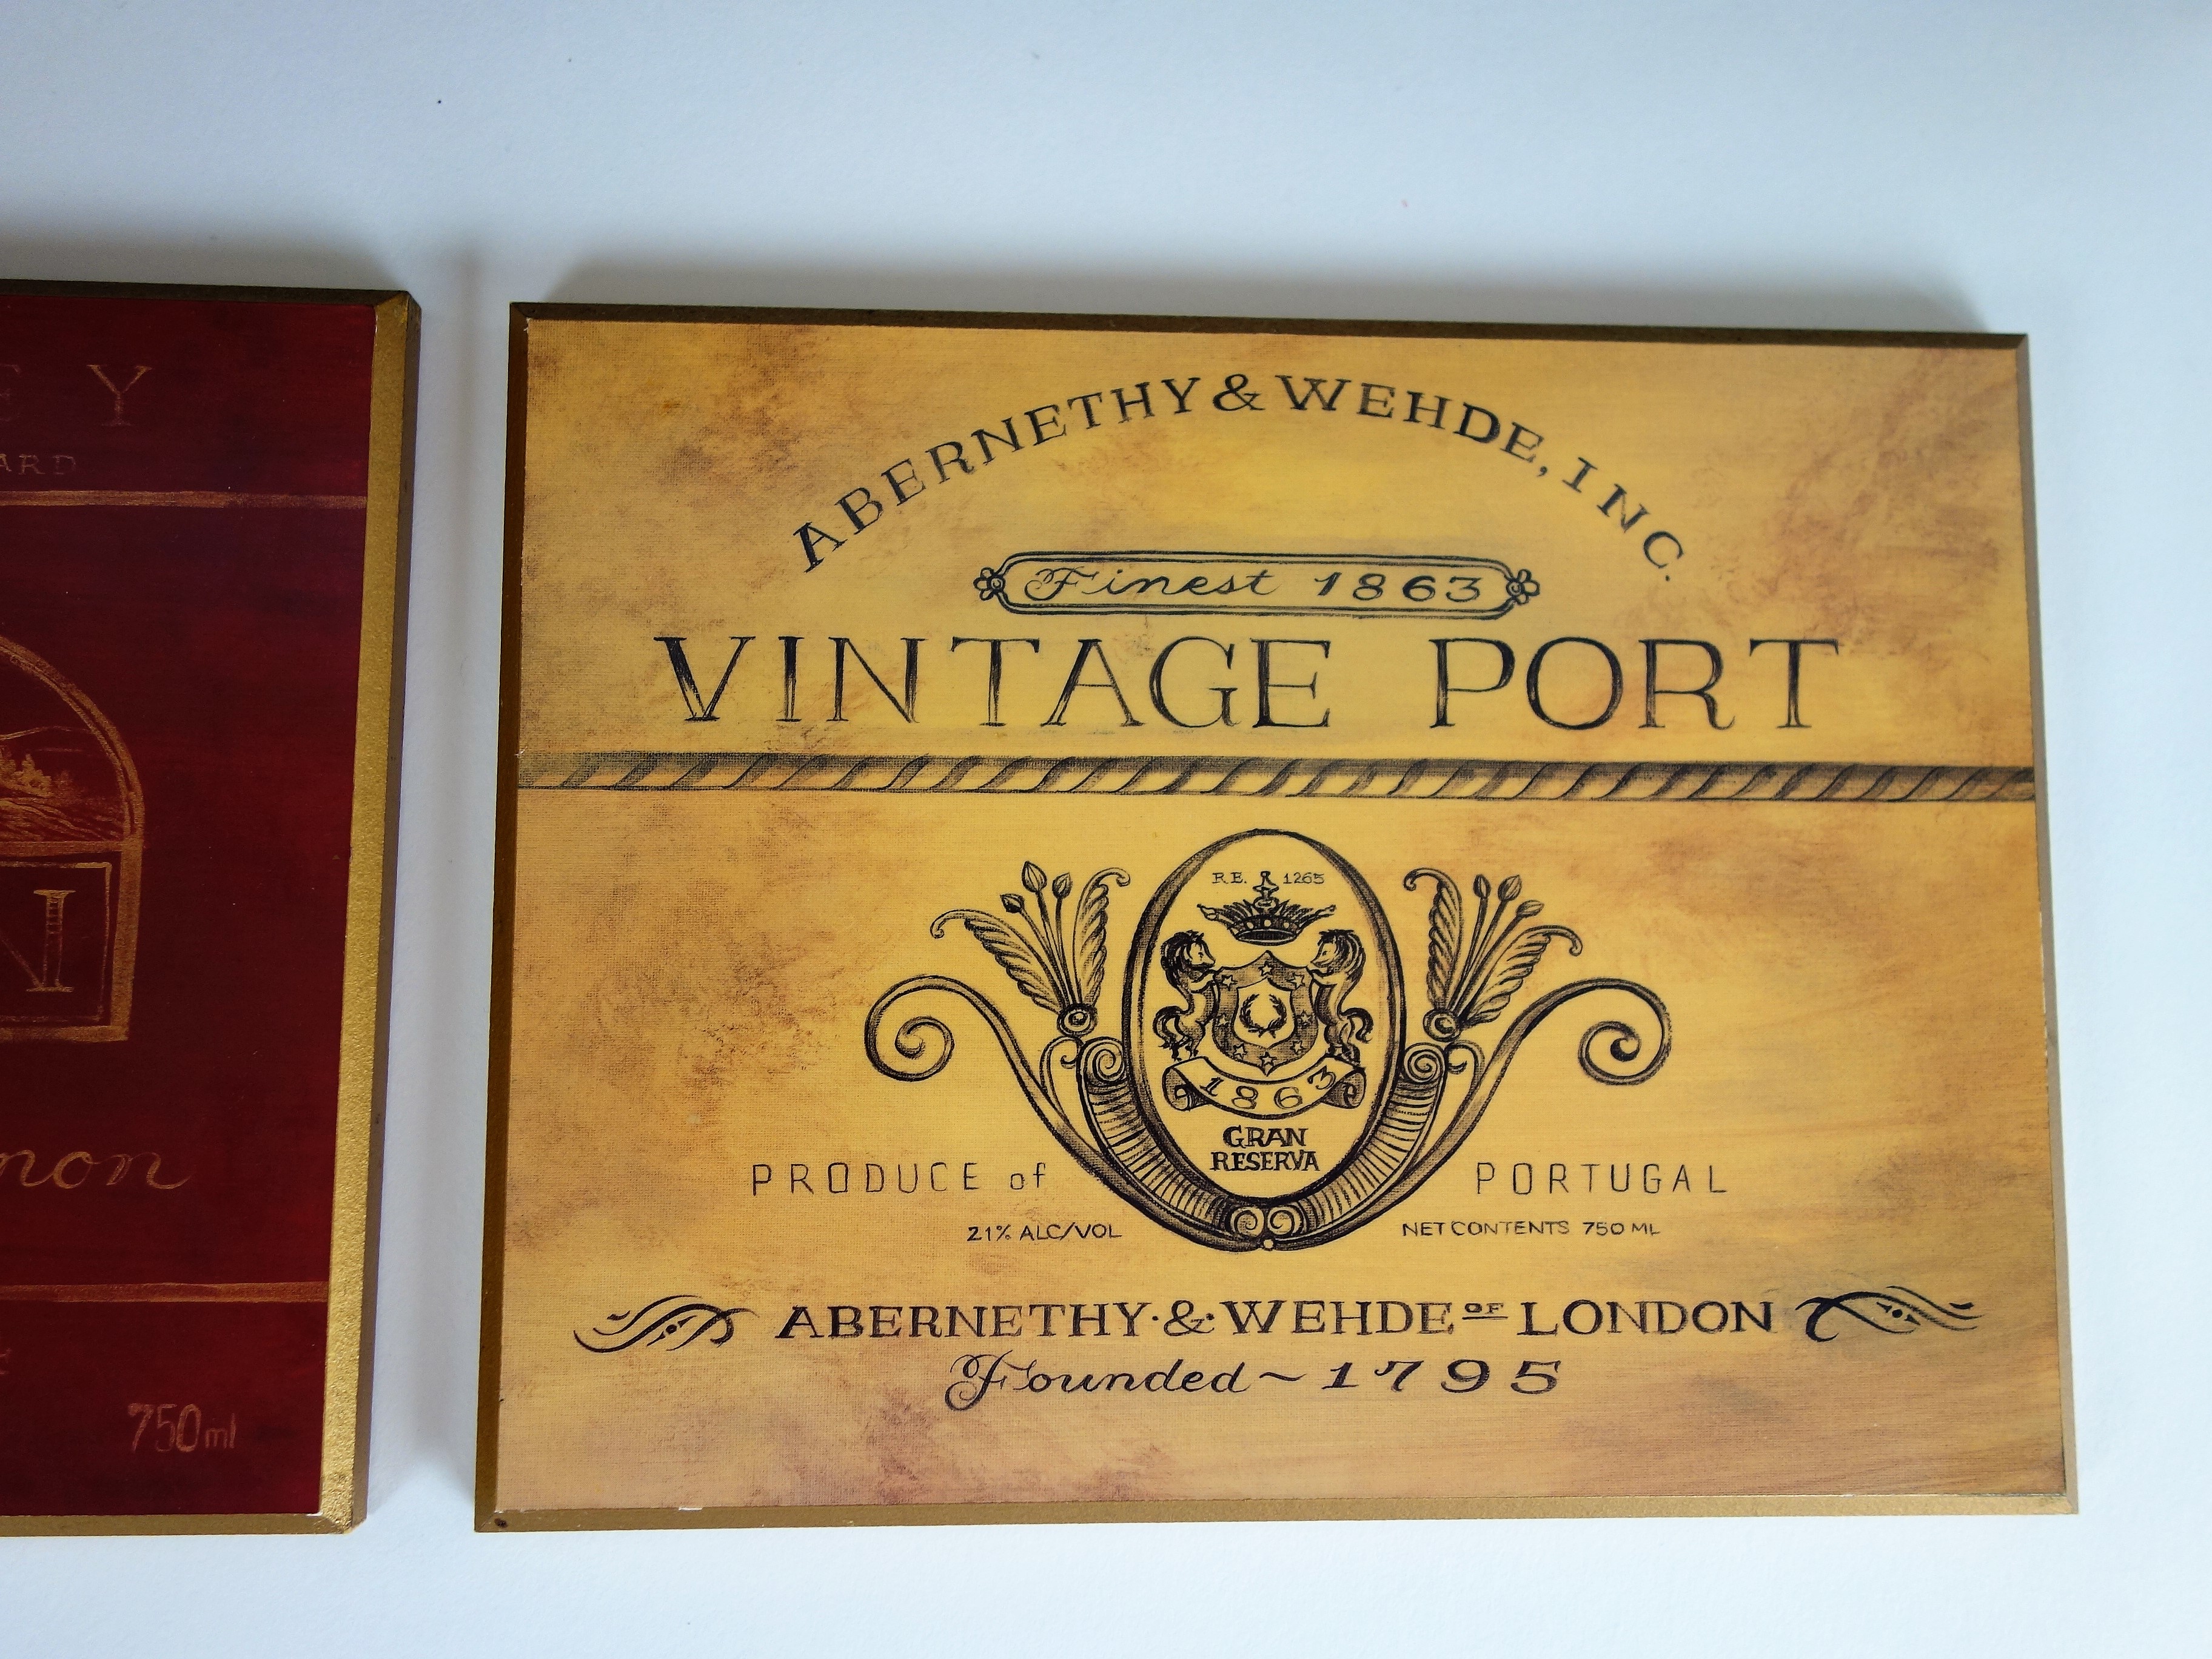 E Y
ARD
N
non
750ml
ABERNETHY & WEHDE, INC.
Finest 1863
VINTAGE PORT
R.E. 1265
1863
GRAN
RESERVA
PRODUCE of PORTUGAL
21% ALC/VOL NET CONTENTS 750 ML
ABERNETHY·&·WEHDE OF LONDON
Founded ~ 1795